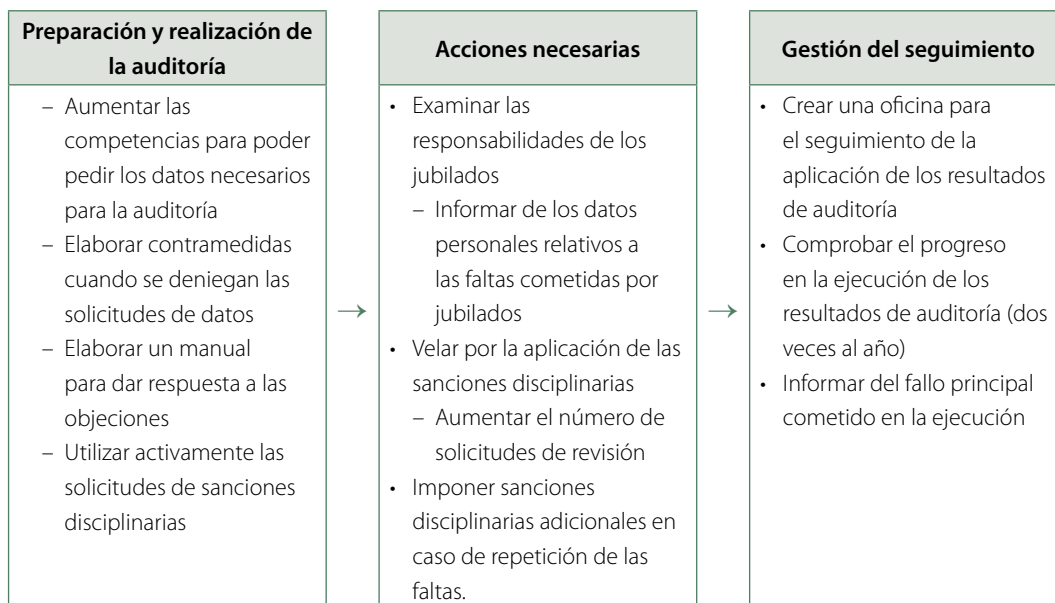 Preparación y realización de
la auditoría
– Aumentar las
competencias para poder
pedir los datos necesarios
para la auditoría
– Elaborar contramedidas
cuando se deniegan las
solicitudes de datos
– Elaborar un manual
para dar respuesta a las
objeciones
– Utilizar activamente las
solicitudes de sanciones
disciplinarias
→
Acciones necesarias
• Examinar las
responsabilidades de los
jubilados
– Informar de los datos
personales relativos a
las faltas cometidas por
jubilados
• Velar por la aplicación de las
sanciones disciplinarias
– Aumentar el número de
solicitudes de revisión
• Imponer sanciones
disciplinarias adicionales en
caso de repetición de las
faltas.
→
Gestión del seguimiento
• Crear una oficina para
el seguimiento de la
aplicación de los resultados
de auditoría
• Comprobar el progreso
en la ejecución de los
resultados de auditoría (dos
veces al año)
• Informar del fallo principal
cometido en la ejecución